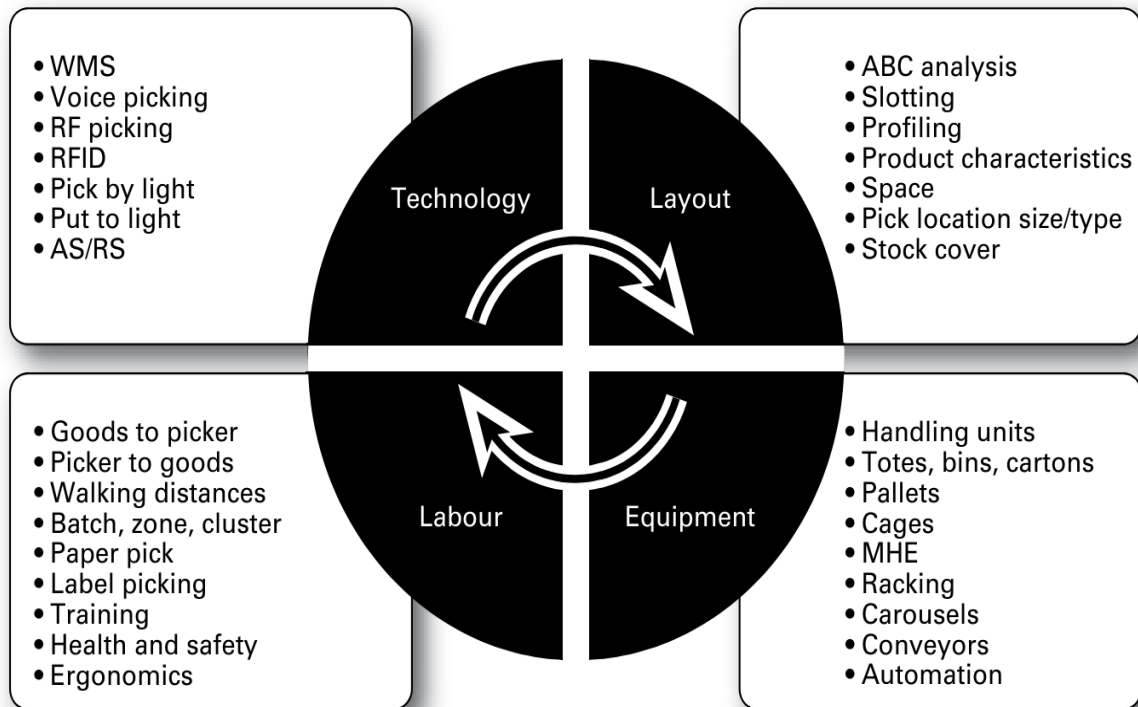 • WMS
• Voice picking
• RF picking
• RFID
• Pick by light
• Put to light
• AS/RS
Technology
Layout
• ABC analysis
• Slotting
• Profiling
• Product characteristics
• Space
• Pick location size/type
• Stock cover
• Goods to picker
• Picker to goods
• Walking distances
• Batch, zone, cluster
• Paper pick
• Label picking
• Training
• Health and safety
• Ergonomics
Labour
Equipment
• Handling units
• Totes, bins, cartons
• Pallets
• Cages
• MHE
• Racking
• Carousels
• Conveyors
• Automation